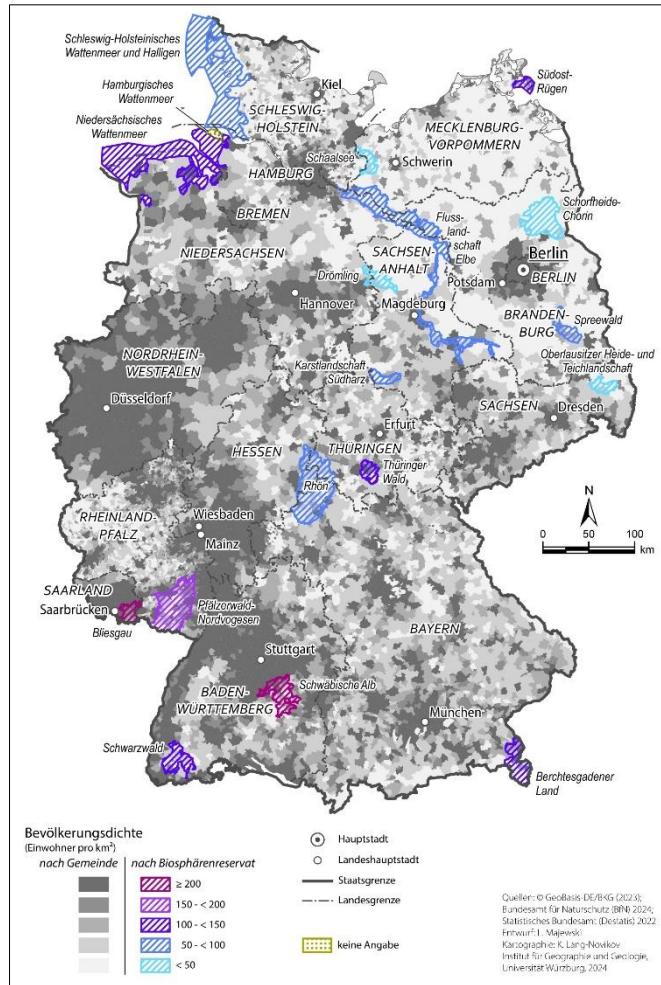 Schleswig-Holsteinisches
Wattenmeer und Halligen
Hamburgisches
Wattenmeer
Niedersächsisches
Wattenmeer
Kiel
SCHLESWIG-
HOLSTEIN
Südost-
Rügen
MECKLENBURG-
VORPOMMERN
Schaalsee
Schwerin
HAMBURG
BREMEN
Fluss-
land-
schaft
Elbe
Schorfheide-
Chorin
NIEDERSACHSEN
SACHSEN-
ANHALT
Berlin
BERLIN
Drömling
Potsdam
Hannover
Magdeburg
BRANDEN-
BURG
Spreewald
NORDRHEIN-
WESTFALEN
Oberlausitzer Heide- und
Teichlandschaft
Karstlandschaft
Südharz
Düsseldorf
SACHSEN
Dresden
Erfurt
HESSEN
THÜRINGEN
Thüringer
Wald
Rhön
RHEINLAND-
PFALZ
Wiesbaden
Mainz
N
0
50
100
km
SAARLAND
Saarbrücken
Bliesgau
Pfälzerwald-
Nordvogesen
BAYERN
Stuttgart
Schwäbische Alb
BADEN-
WÜRTTEMBERG
München
Schwarzwald
Berchtesgadener
Land
Bevölkerungsdichte
(Einwohner pro km²)
nach Gemeinde
nach Biosphärenreservat
≥ 200
150 - < 200
100 - < 150
50 - < 100
< 50
Hauptstadt
Landeshauptstadt
Staatsgrenze
Landesgrenze
keine Angabe
Quellen: © GeoBasis-DE/BKG (2023);
Bundesamt für Naturschutz (BfN) 2024;
Statistisches Bundesamt (Destatis) 2022
Entwurf: L. Majewski
Kartographie: K. Lang-Novikov
Institut für Geographie und Geologie,
Universität Würzburg, 2024